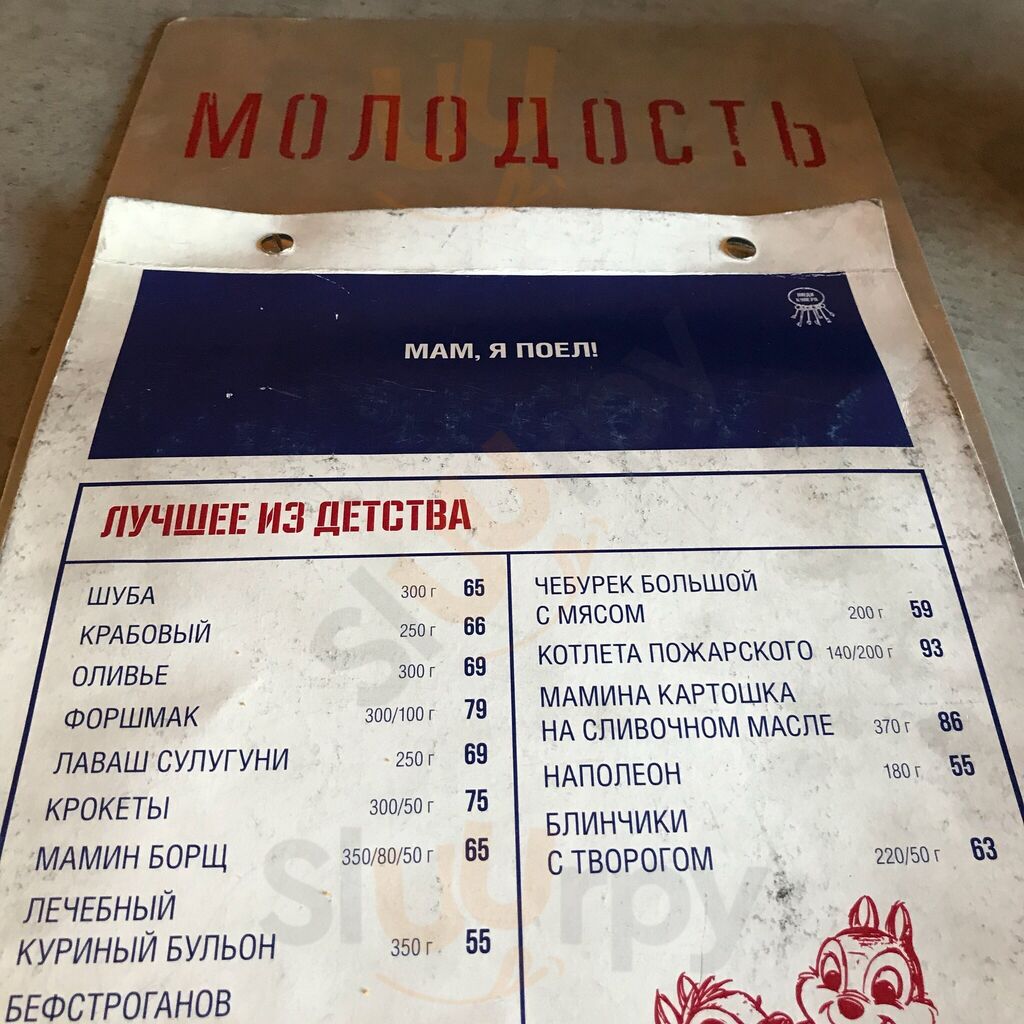 МОЛОДОСТЬ
МАМ, Я ПОЕЛ!
ЛУЧШЕЕ ИЗ ДЕТСТВА
ШУБА 300 г 65
КРАБОВЫЙ 250 г 66
ОЛИВЬЕ 300 г 69
ФОРШМАК 300/100 г 79
ЛАВАШ СУЛУГУНИ 250 г 69
КРОКЕТЫ 300/50 г 75
МАМИН БОРЩ 350/80/50 г 65
ЛЕЧЕБНЫЙ
КУРИНЫЙ БУЛЬОН 350 г 55
БЕФСТРОГАНОВ
ЧЕБУРЕК БОЛЬШОЙ
С МЯСОМ 200 г 59
КОТЛЕТА ПОЖАРСКОГО 140/200 г 93
МАМИНА КАРТОШКА
НА СЛИВОЧНОМ МАСЛЕ 370 г 86
НАПОЛЕОН 180 г 55
БЛИНЧИКИ
С ТВОРОГОМ 220/50 г 63
Slurpy
Slurpy